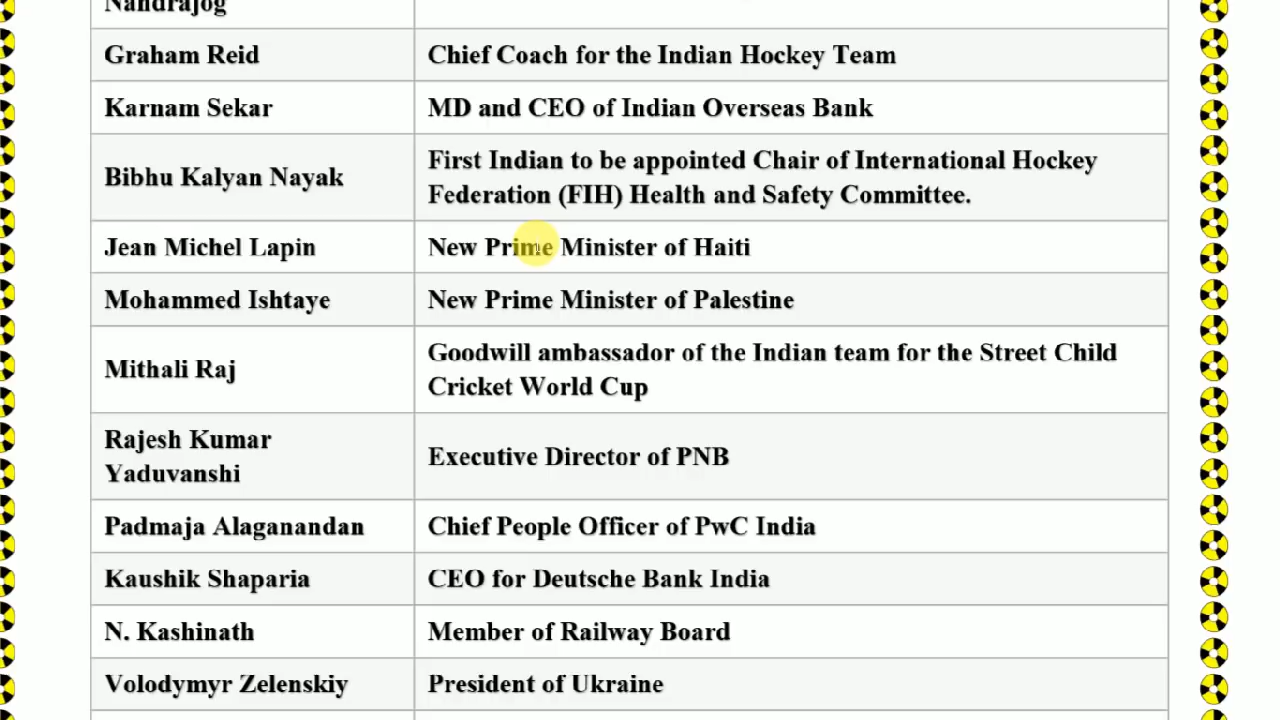 Nandrajog
Graham Reid
Chief Coach for the Indian Hockey Team
Karnam Sekar
MD and CEO of Indian Overseas Bank
Bibhu Kalyan Nayak
First Indian to be appointed Chair of International Hockey
Federation (FIH) Health and Safety Committee.
Jean Michel Lapin
New Prime Minister of Haiti
Mohammed Ishtaye
New Prime Minister of Palestine
Mithali Raj
Goodwill ambassador of the Indian team for the Street Child
Cricket World Cup
Rajesh Kumar
Yaduvanshi
Executive Director of PNB
Padmaja Alaganandan
Chief People Officer of PwC India
Kaushik Shaparia
CEO for Deutsche Bank India
N. Kashinath
Member of Railway Board
Volodymyr Zelenskiy
President of Ukraine